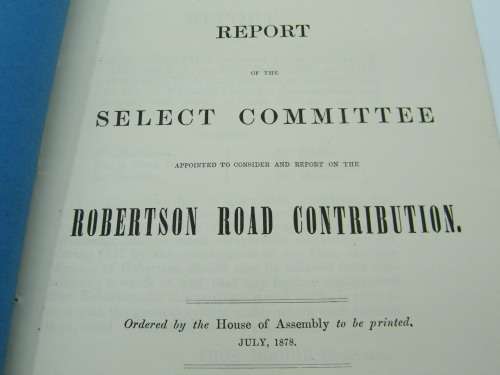 REPORT
OF THE
SELECT COMMITTEE
APPOINTED TO CONSIDER AND REPORT ON THE
ROBERTSON ROAD CONTRIBUTION.
Ordered by the House of Assembly to be printed.
JULY, 1878.